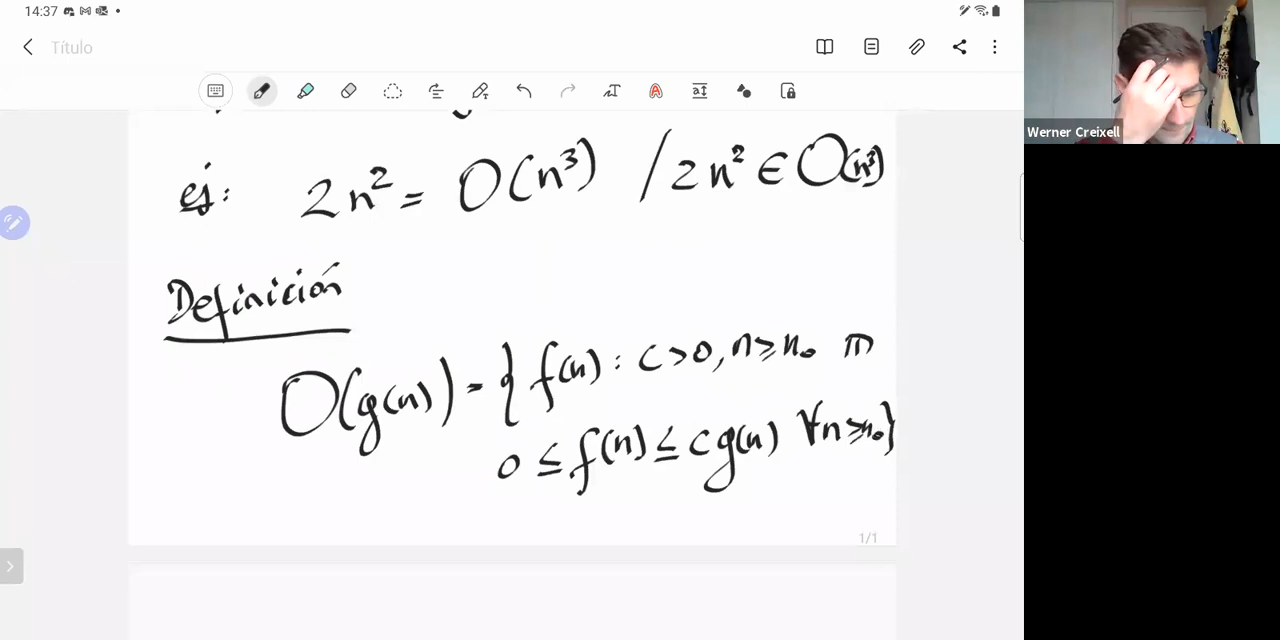 14:37
Título
Werner Creixell
ej: 2n² = O(n³) / 2n² ∈ O(n³)
Definición
O(g(n)) = { f(n) : c > 0, n ≥ n₀
0 ≤ f(n) ≤ c g(n) ∀n ≥ n₀}
1/1